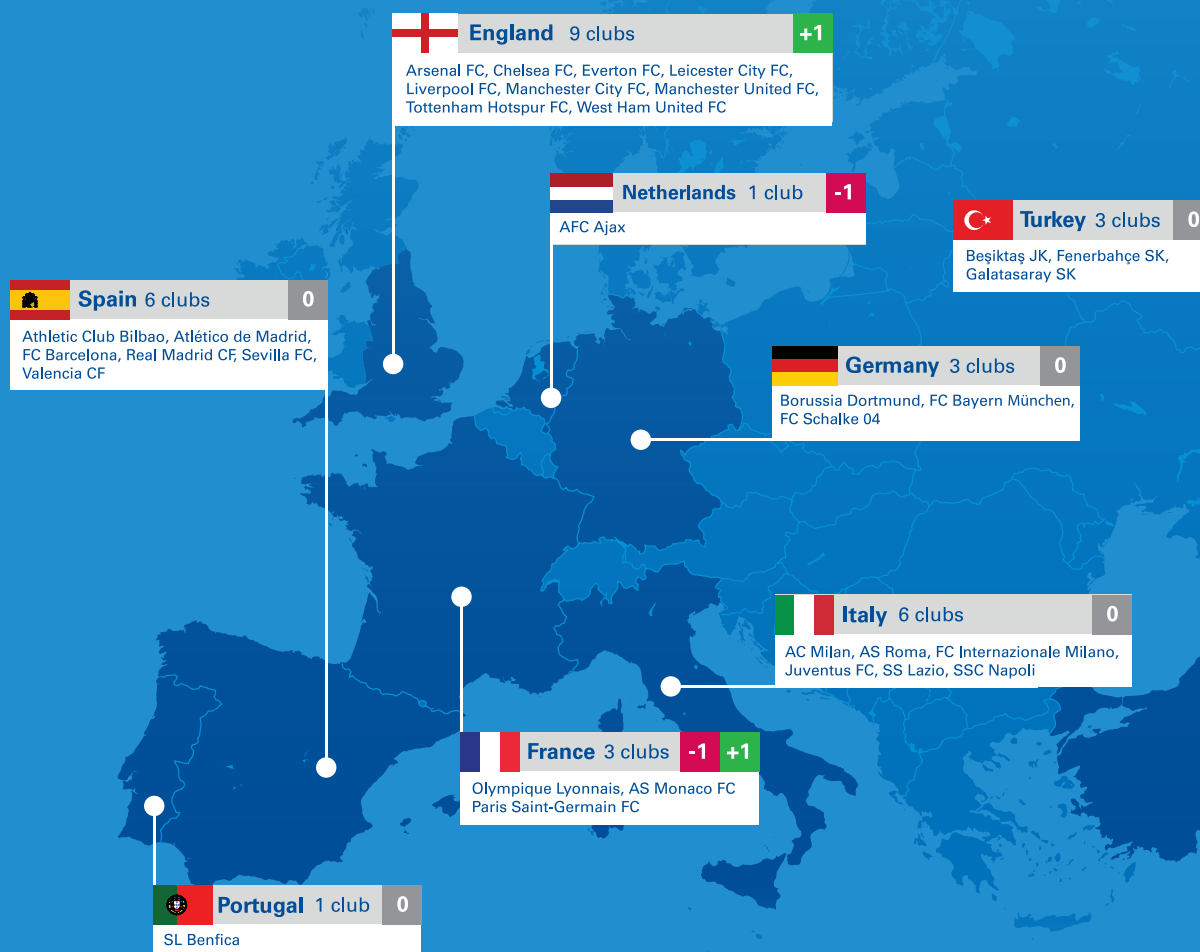 England 9 clubs +1
Arsenal FC, Chelsea FC, Everton FC, Leicester City FC,
Liverpool FC, Manchester City FC, Manchester United FC,
Tottenham Hotspur FC, West Ham United FC
Netherlands 1 club -1
AFC Ajax
Turkey 3 clubs 0
Beşiktaş JK, Fenerbahçe SK,
Galatasaray SK
Spain 6 clubs 0
Athletic Club Bilbao, Atlético de Madrid,
FC Barcelona, Real Madrid CF, Sevilla FC,
Valencia CF
Germany 3 clubs 0
Borussia Dortmund, FC Bayern München,
FC Schalke 04
Italy 6 clubs 0
AC Milan, AS Roma, FC Internazionale Milano,
Juventus FC, SS Lazio, SSC Napoli
France 3 clubs -1 +1
Olympique Lyonnais, AS Monaco FC
Paris Saint-Germain FC
Portugal 1 club 0
SL Benfica